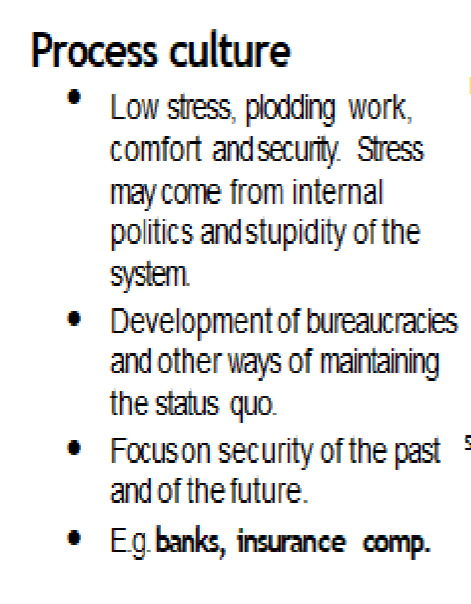 Process culture
• Low stress, plodding work,
comfort and security. Stress
may come from internal
politics and stupidity of the
system.
• Development of bureaucracies
and other ways of maintaining
the status quo.
• Focus on security of the past
and of the future.
• E.g. banks, insurance comp.